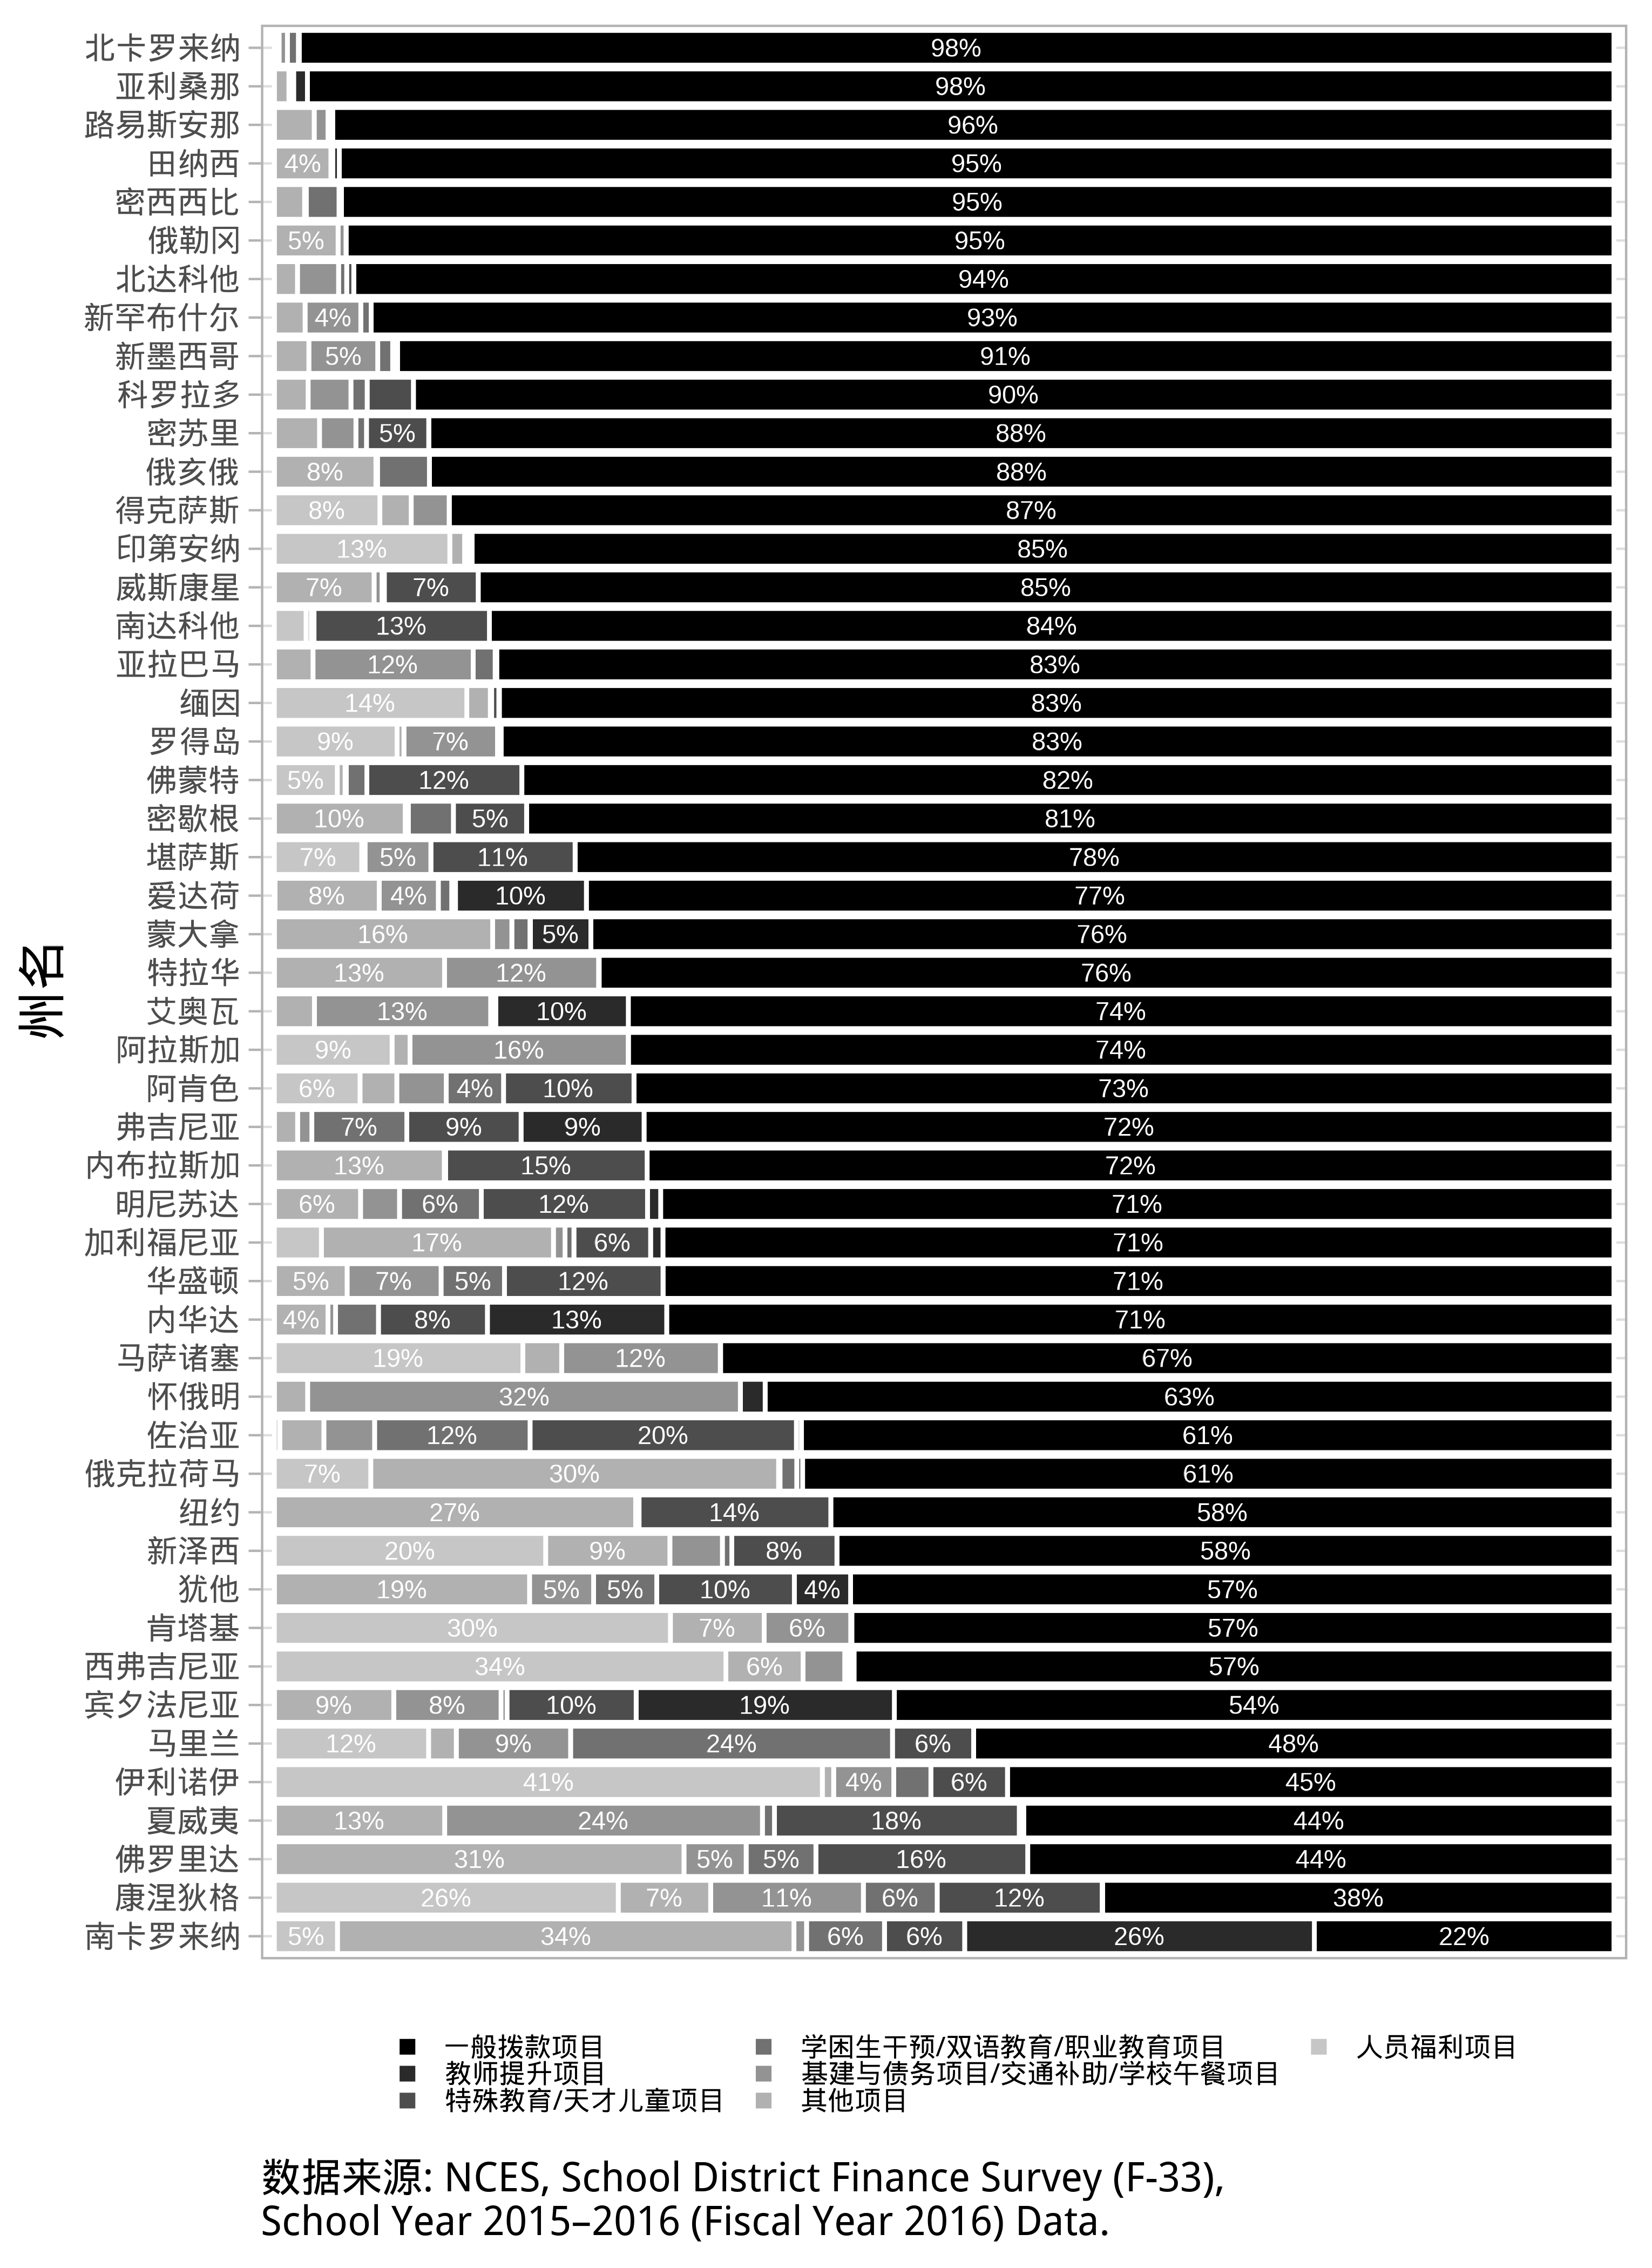 北卡罗来纳 98%
亚利桑那 98%
路易斯安那 96%
田纳西 4% 95%
密西西比 95%
俄勒冈 5% 95%
北达科他 94%
新罕布什尔 4% 93%
新墨西哥 5% 91%
科罗拉多 90%
密苏里 5% 88%
俄亥俄 8% 88%
得克萨斯 8% 87%
印第安纳 13% 85%
威斯康星 7% 7% 85%
南达科他 13% 84%
亚拉巴马 12% 83%
缅因 14% 83%
罗得岛 9% 7% 83%
佛蒙特 5% 12% 82%
密歇根 10% 5% 81%
堪萨斯 7% 5% 11% 78%
爱达荷 8% 4% 10% 77%
蒙大拿 16% 5% 76%
特拉华 13% 12% 76%
艾奥瓦 13% 10% 74%
阿拉斯加 9% 16% 74%
阿肯色 6% 4% 10% 73%
弗吉尼亚 7% 9% 9% 72%
内布拉斯加 13% 15% 72%
明尼苏达 6% 6% 12% 71%
加利福尼亚 17% 6% 71%
华盛顿 5% 7% 5% 12% 71%
内华达 4% 8% 13% 71%
马萨诸塞 19% 12% 67%
怀俄明 32% 63%
佐治亚 12% 20% 61%
俄克拉荷马 7% 30% 61%
纽约 27% 14% 58%
新泽西 20% 9% 8% 58%
犹他 19% 5% 5% 10% 4% 57%
肯塔基 30% 7% 6% 57%
西弗吉尼亚 34% 6% 57%
宾夕法尼亚 9% 8% 10% 19% 54%
马里兰 12% 9% 24% 6% 48%
伊利诺伊 41% 4% 6% 45%
夏威夷 13% 24% 18% 44%
佛罗里达 31% 5% 5% 16% 44%
康涅狄格 26% 7% 11% 6% 12% 38%
南卡罗来纳 5% 34% 6% 6% 26% 22%
州名
一般拨款项目 学困生干预/双语教育/职业教育项目 人员福利项目
教师提升项目 基建与债务项目/交通补助/学校午餐项目
特殊教育/天才儿童项目 其他项目
数据来源: NCES, School District Finance Survey (F-33),
School Year 2015–2016 (Fiscal Year 2016) Data.